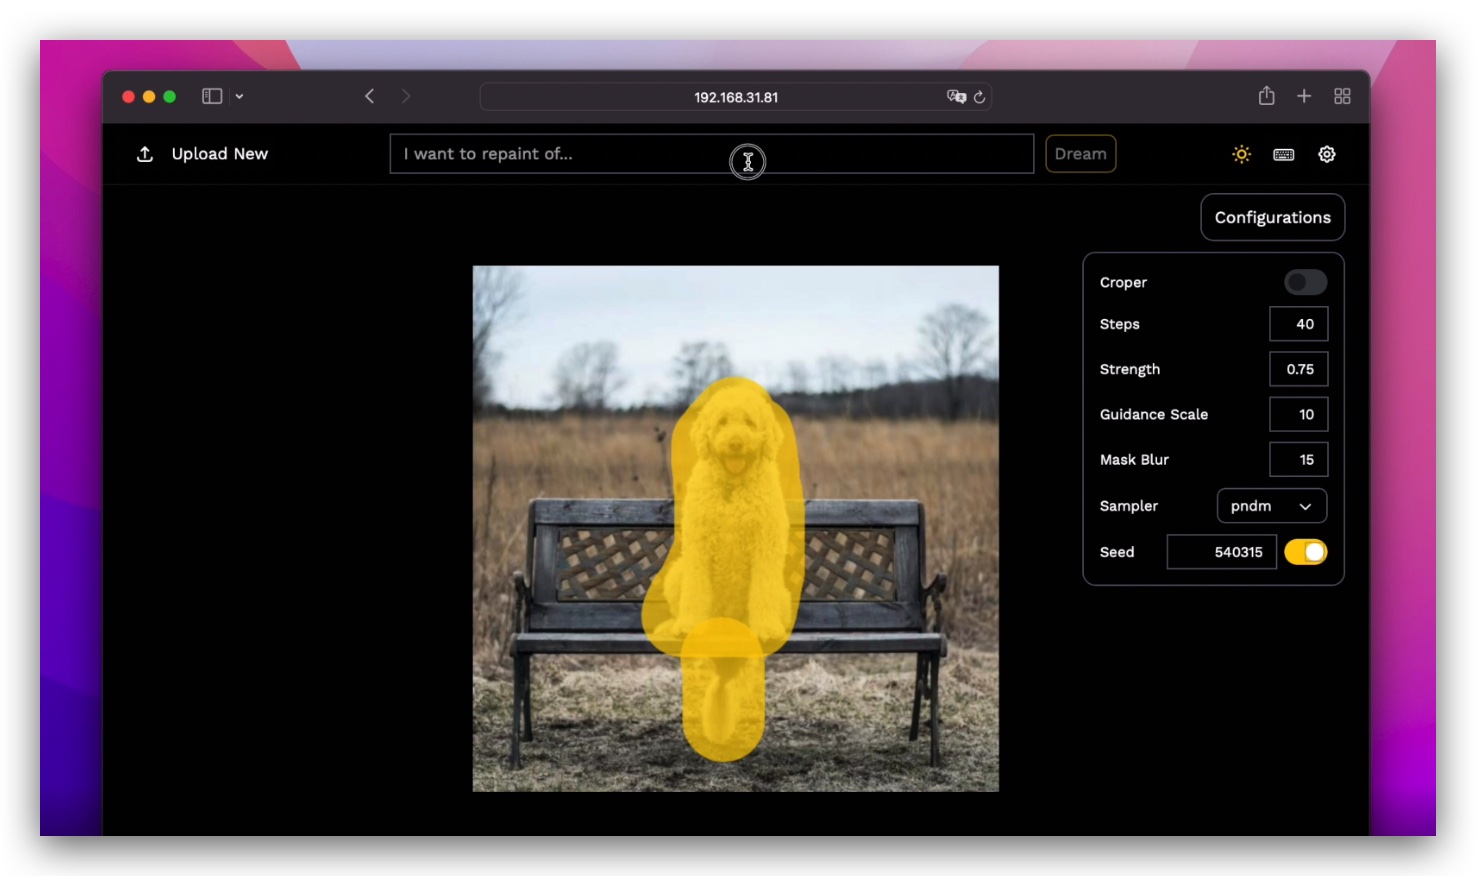 192.168.31.81
Upload New
I want to repaint of...
Dream
Configurations
Croper
Steps 40
Strength 0.75
Guidance Scale 10
Mask Blur 15
Sampler pndm
Seed 540315